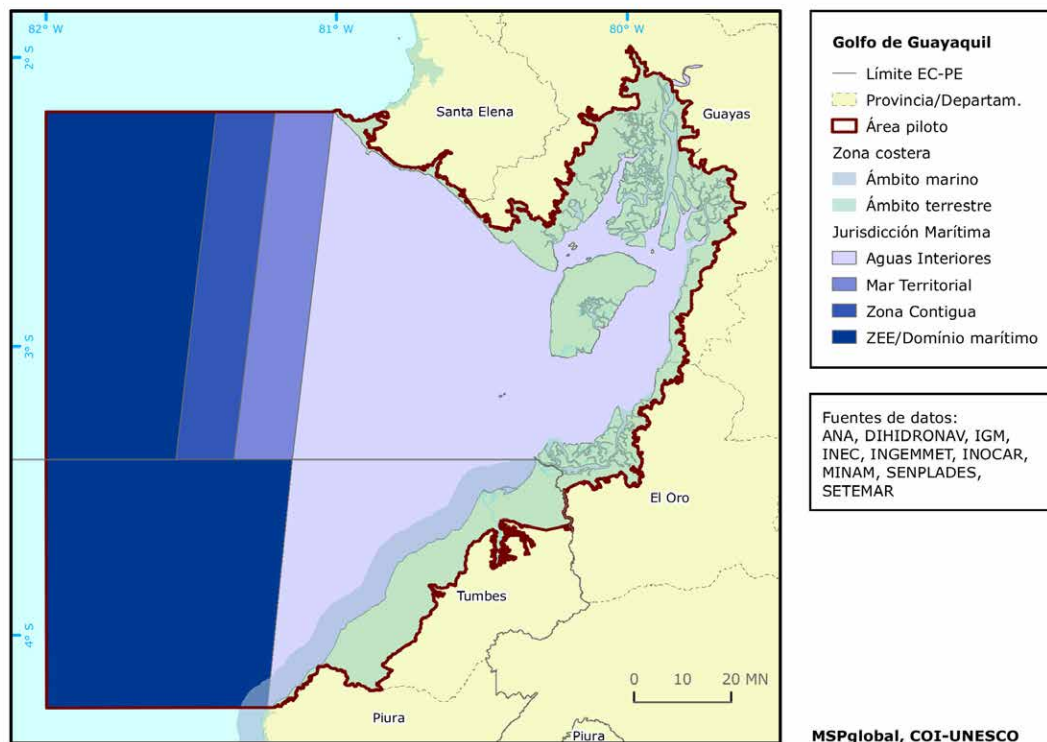 82° W
81° W
80° W
2° S
3° S
4° S
Santa Elena
Guayas
El Oro
Tumbes
Piura
Piura
0 10 20 MN
Golfo de Guayaquil
Límite EC-PE
Provincia/Departam.
Área piloto
Zona costera
Ámbito marino
Ámbito terrestre
Jurisdicción Marítima
Aguas Interiores
Mar Territorial
Zona Contigua
ZEE/Domínio marítimo
Fuentes de datos:
ANA, DIHIDRONAV, IGM,
INEC, INGEMMET, INOCAR,
MINAM, SENPLADES,
SETEMAR
MSPglobal, COI-UNESCO